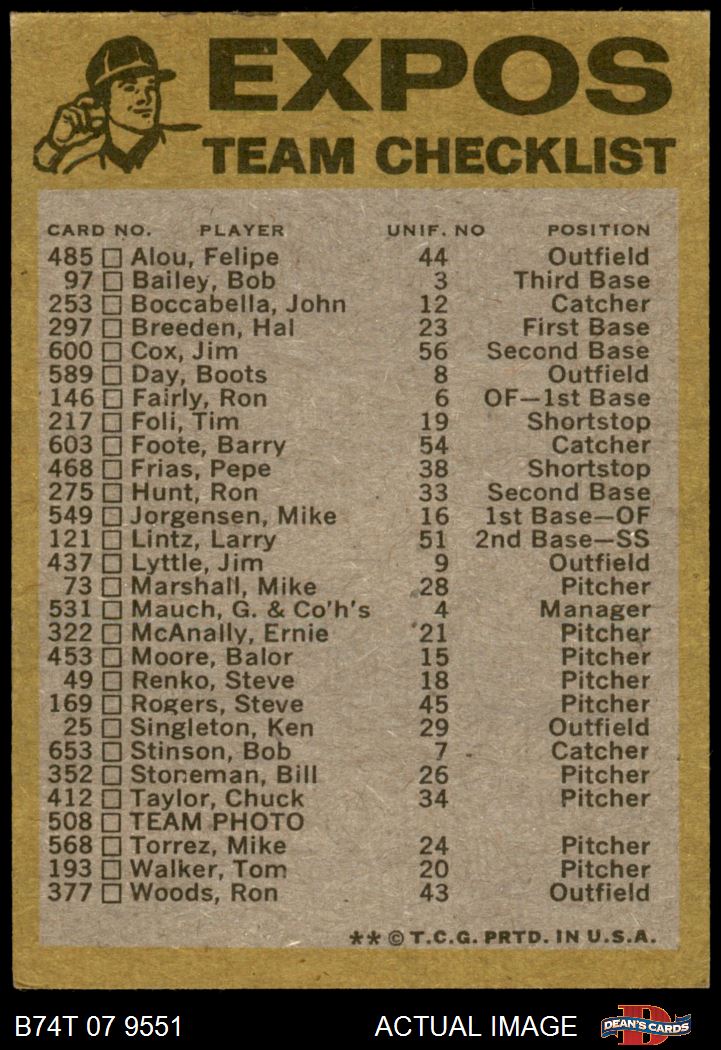 EXPOS
TEAM CHECKLIST
CARD NO. PLAYER UNIF. NO POSITION
485 □ Alou, Felipe 44 Outfield
97 □ Bailey, Bob 3 Third Base
253 □ Boccabella, John 12 Catcher
297 □ Breeden, Hal 23 First Base
600 □ Cox, Jim 56 Second Base
589 □ Day, Boots 8 Outfield
146 □ Fairly, Ron 6 OF—1st Base
217 □ Foli, Tim 19 Shortstop
603 □ Foote, Barry 54 Catcher
468 □ Frias, Pepe 38 Shortstop
275 □ Hunt, Ron 33 Second Base
549 □ Jorgensen, Mike 16 1st Base—OF
121 □ Lintz, Larry 51 2nd Base—SS
437 □ Lyttle, Jim 9 Outfield
73 □ Marshall, Mike 28 Pitcher
531 □ Mauch, G. & Co'h's 4 Manager
322 □ McAnally, Ernie 21 Pitcher
453 □ Moore, Balor 15 Pitcher
49 □ Renko, Steve 18 Pitcher
169 □ Rogers, Steve 45 Pitcher
25 □ Singleton, Ken 29 Outfield
653 □ Stinson, Bob 7 Catcher
352 □ Stoneman, Bill 26 Pitcher
412 □ Taylor, Chuck 34 Pitcher
508 □ TEAM PHOTO
568 □ Torrez, Mike 24 Pitcher
193 □ Walker, Tom 20 Pitcher
377 □ Woods, Ron 43 Outfield
** © T.C.G. PRTD. IN U.S.A.
B74T 07 9551 ACTUAL IMAGE D DEAN'S CARDS